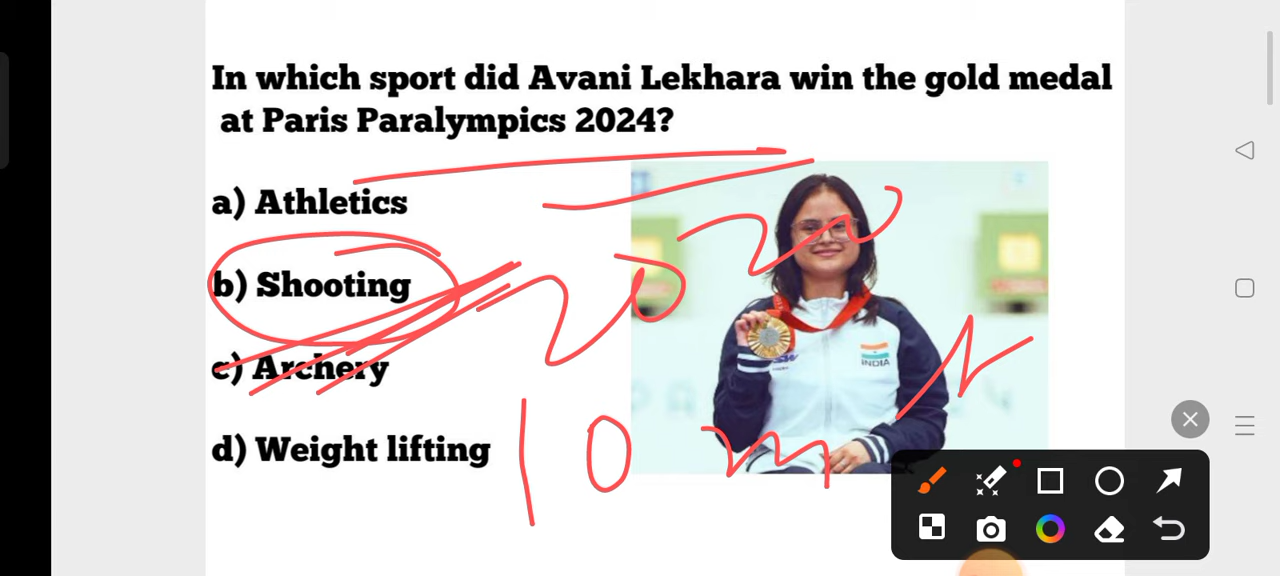 In which sport did Avani Lekhara win the gold medal
at Paris Paralympics 2024?
a) Athletics
b) Shooting
c) Archery
d) Weight lifting
INDIA
10 m